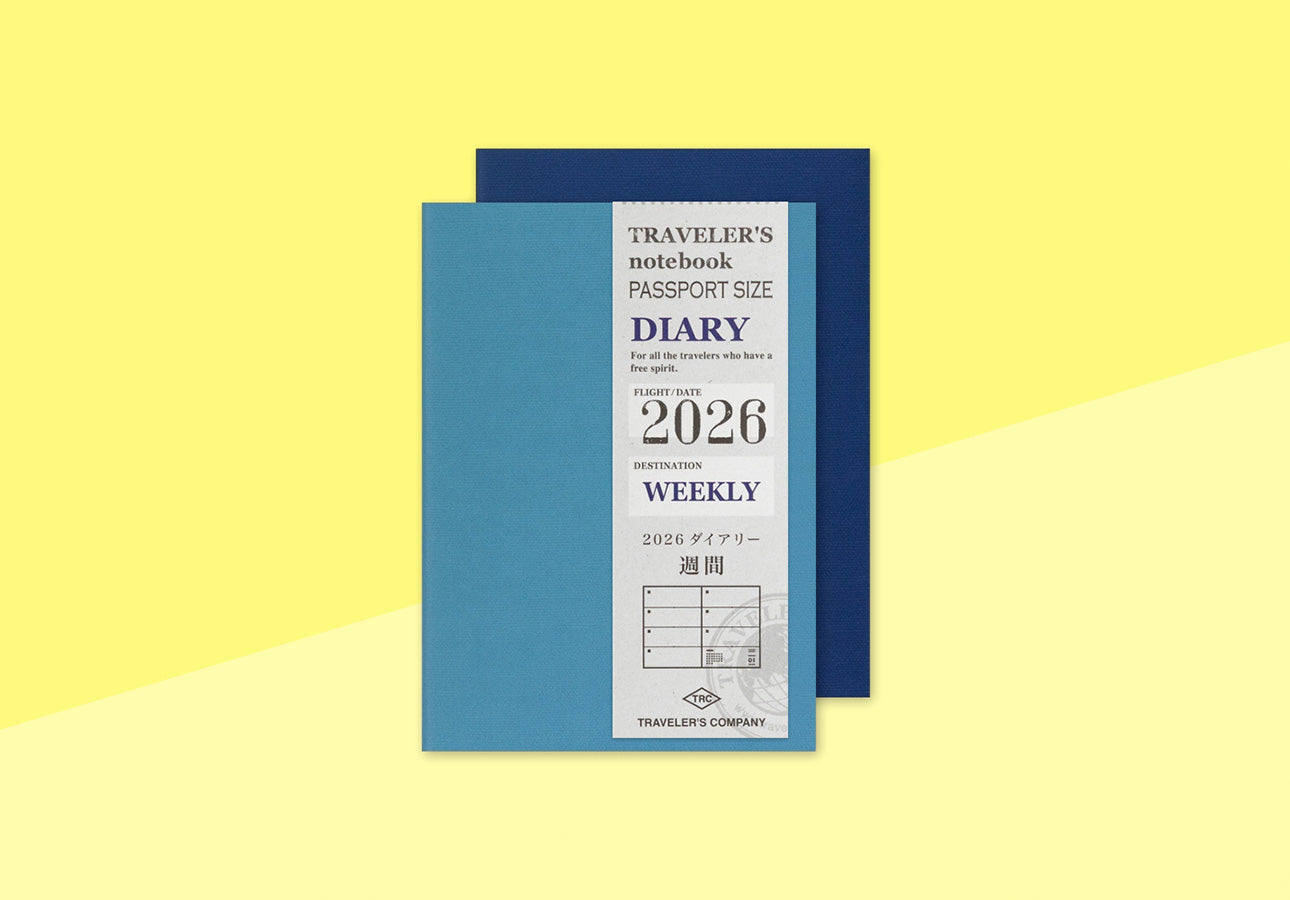 TRAVELER'S
notebook
PASSPORT SIZE
DIARY
For all the travelers who have a
free spirit.
FLIGHT/DATE
2026
DESTINATION
WEEKLY
2026 ダイアリー
週間
TRAVELE
TRC
TRAVELER'S COMPANY